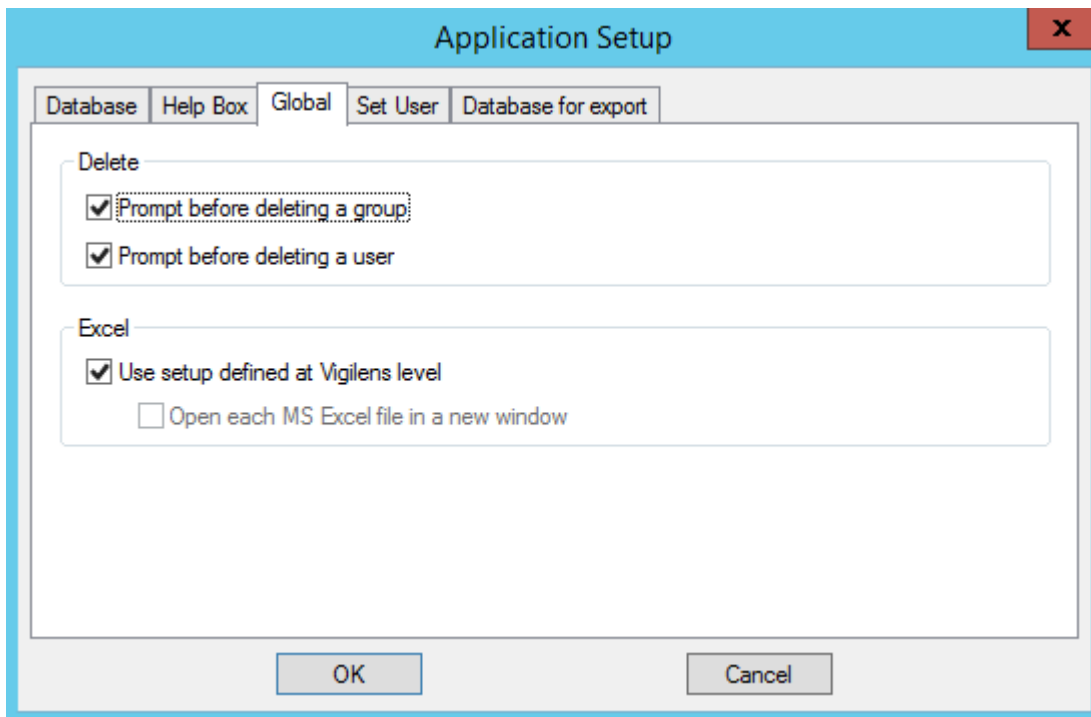 Application Setup
x
Database Help Box Global Set User Database for export
Delete
Prompt before deleting a group
Prompt before deleting a user
Excel
Use setup defined at Vigilens level
Open each MS Excel file in a new window
OK Cancel